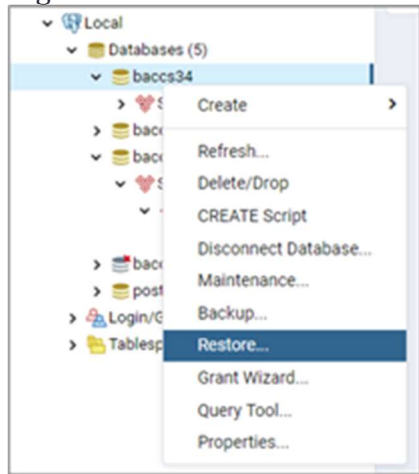 Local
Databases (5)
baccs34
Create
Refresh...
Delete/Drop
CREATE Script
Disconnect Database...
Maintenance...
Backup...
Restore...
Grant Wizard...
Query Tool...
Properties...
Login/G
Tablesp